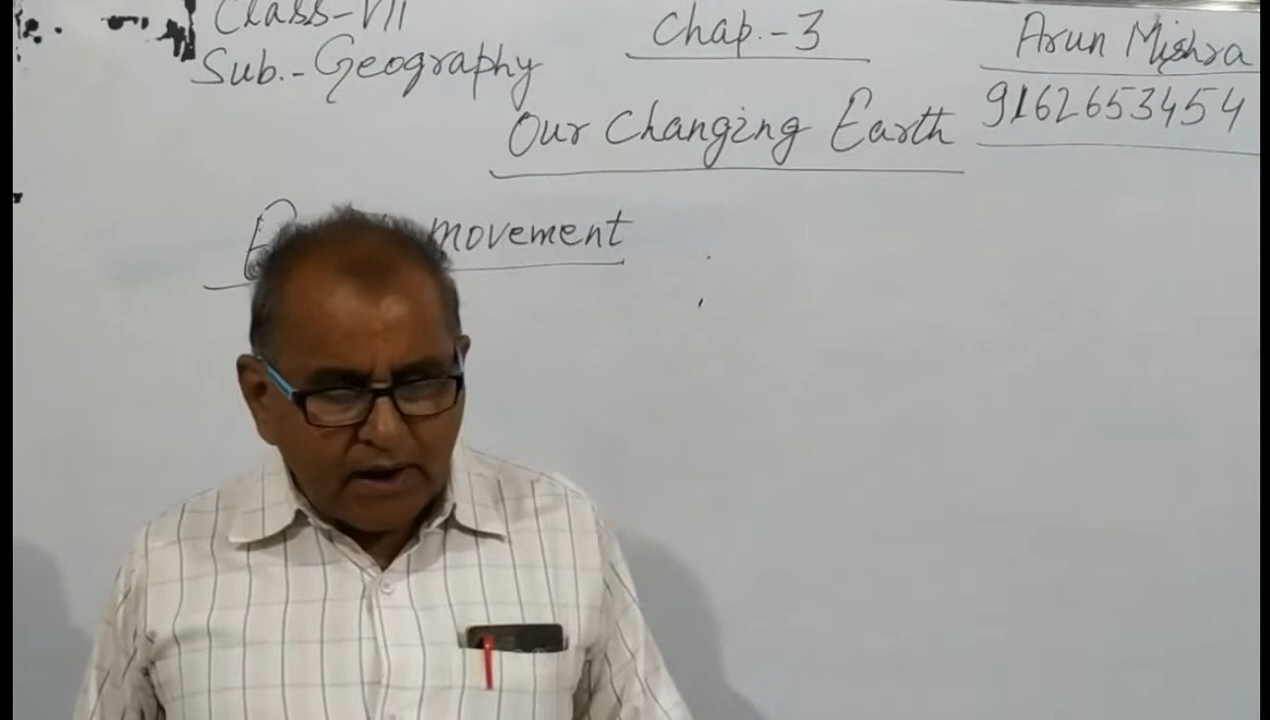 Class-VII
Chap.-3
Arun Mishra
Sub.-Geography
9162653454
Our Changing Earth
movement